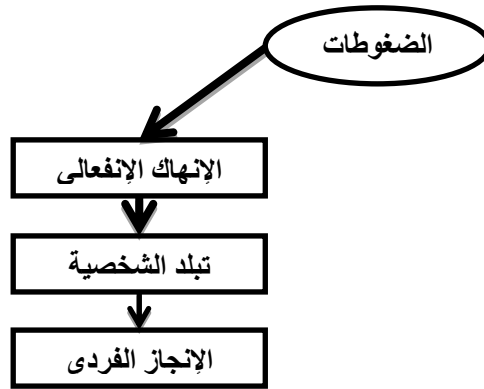 الضغوطات
الإنهاك الإنفعالى
تبلد الشخصية
الإنجاز الفردى